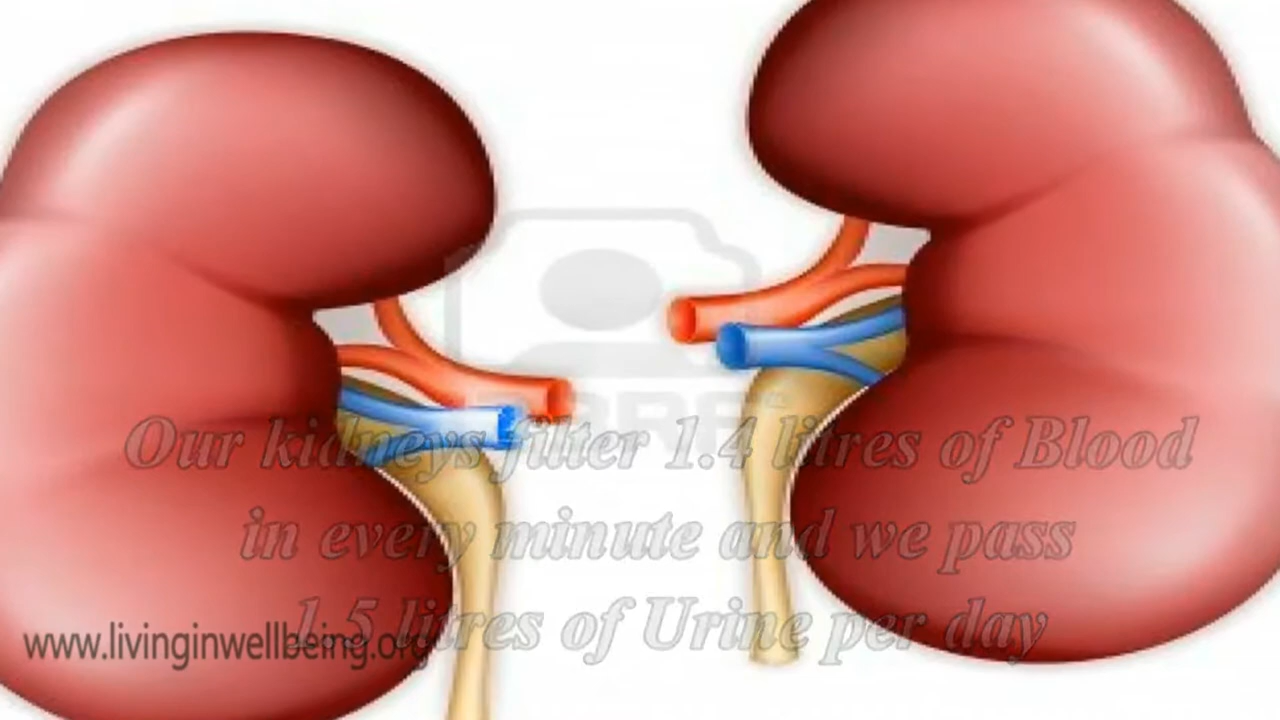 Our kidneys filter 1.4 litres of Blood
in every minute and we pass
1.5 litres of Urine per day
www.livinginwellbeing.org